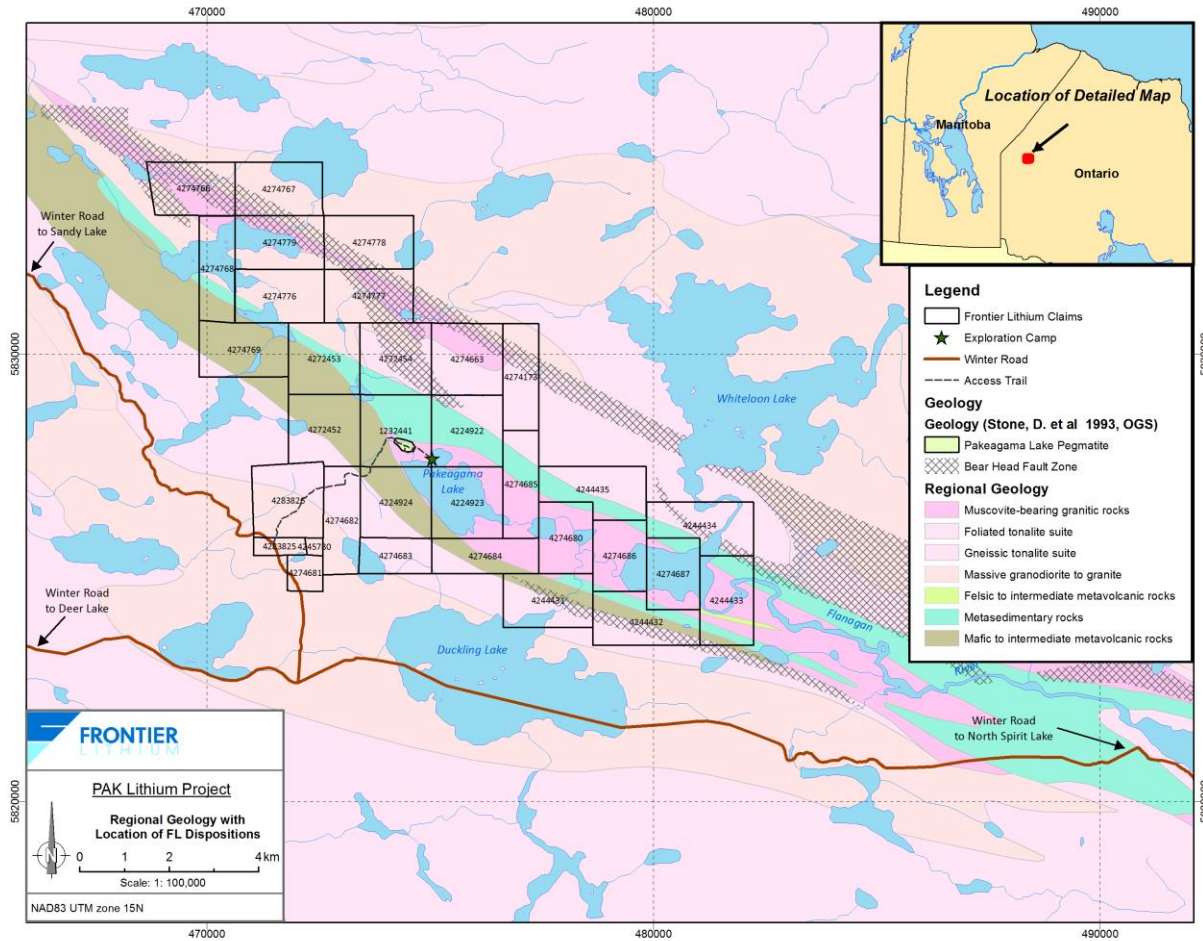 470000
480000
490000
Location of Detailed Map
Manitoba
Ontario
4274766
4274767
Winter Road
to Sandy Lake
4274779
4274778
4274768
4274776
4274777
5830000
4274769
4272453
4272454
4274663
4274173
Whiteloon Lake
4272452
1232441
4224922
Pakeagama
Lake
4274685
4244435
4224924
4224923
4244434
4274682
4274680
4274686
4274683
4274684
4245780
4274681
4274687
4244433
4244432
Winter Road
to Deer Lake
Duckling Lake
Flanagan
River
Winter Road
to North Spirit Lake
5820000
Legend
Frontier Lithium Claims
Exploration Camp
Winter Road
Access Trail
Geology
Geology (Stone, D. et al 1993, OGS)
Pakeagama Lake Pegmatite
Bear Head Fault Zone
Regional Geology
Muscovite-bearing granitic rocks
Foliated tonalite suite
Gneissic tonalite suite
Massive granodiorite to granite
Felsic to intermediate metavolcanic rocks
Metasedimentary rocks
Mafic to intermediate metavolcanic rocks
FRONTIER
LITHIUM
PAK Lithium Project
Regional Geology with
Location of FL Dispositions
N
0 1 2 4 km
Scale: 1: 100,000
NAD83 UTM zone 15N
470000
480000
490000